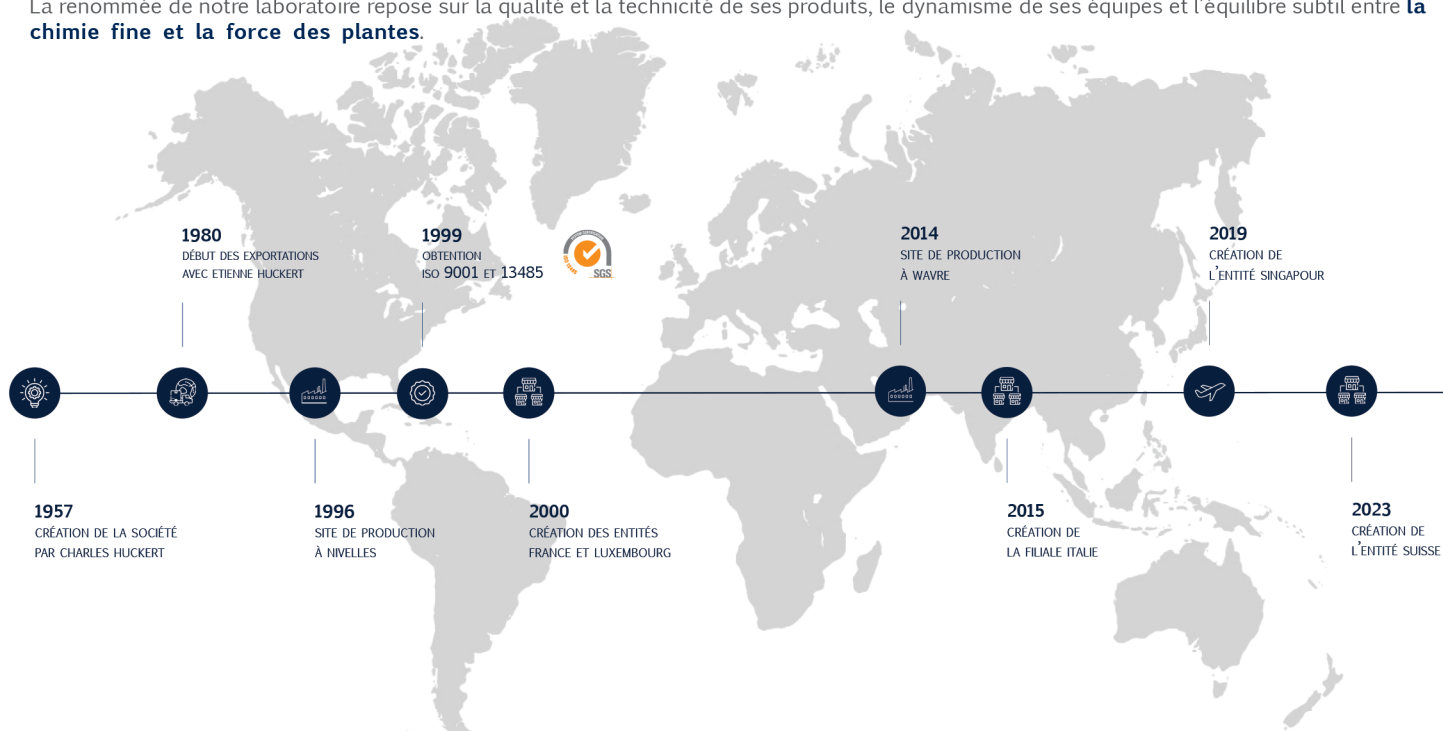 La renommée de notre laboratoire repose sur la qualité et la technicité de ses produits, le dynamisme de ses équipes et l'équilibre subtil entre la
chimie fine et la force des plantes.
1980
DÉBUT DES EXPORTATIONS
AVEC ETIENNE HUCKERT
1999
OBTENTION
ISO 9001 ET 13485
SGS
2014
SITE DE PRODUCTION
À WAVRE
2019
CRÉATION DE
L'ENTITÉ SINGAPOUR
1957
CRÉATION DE LA SOCIÉTÉ
PAR CHARLES HUCKERT
1996
SITE DE PRODUCTION
À NIVELLES
2000
CRÉATION DES ENTITÉS
FRANCE ET LUXEMBOURG
2015
CRÉATION DE
LA FILIALE ITALIE
2023
CRÉATION DE
L'ENTITÉ SUISSE